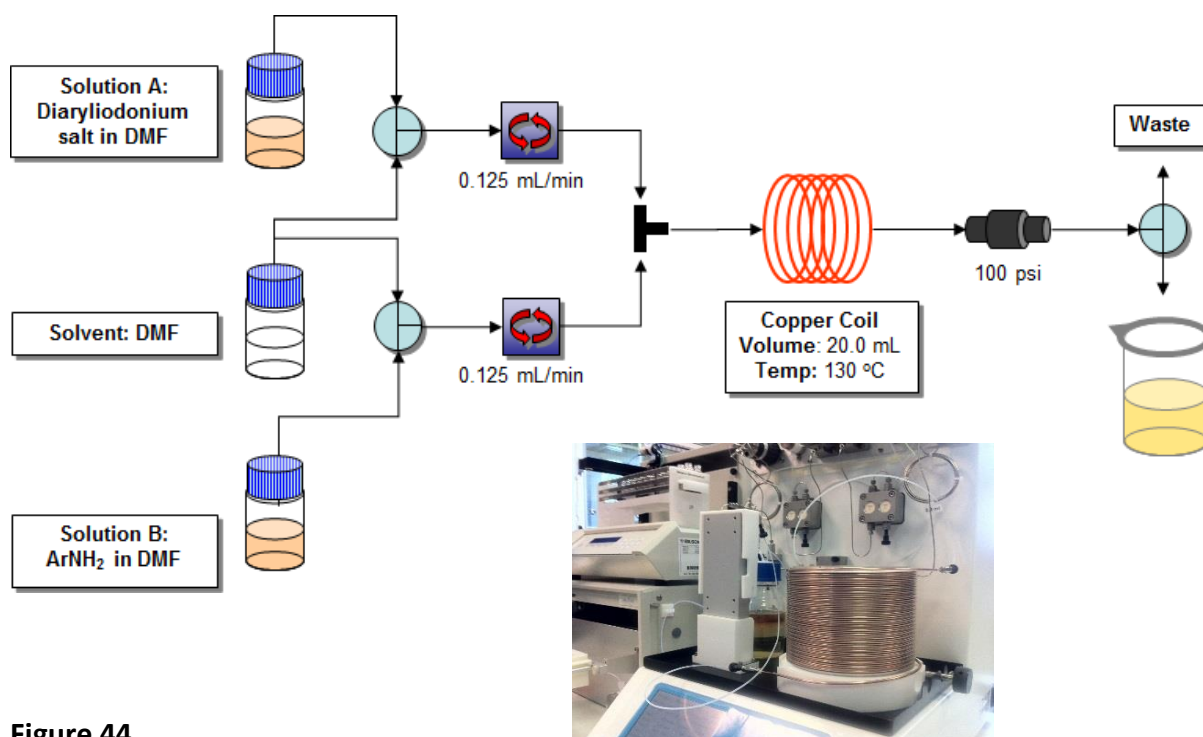 Solution A:
Diaryliodonium
salt in DMF
0.125 mL/min
Waste
100 psi
Solvent: DMF
0.125 mL/min
Copper Coil
Volume: 20.0 mL
Temp: 130 ºC
Solution B:
ArNH₂ in DMF
Figure 44